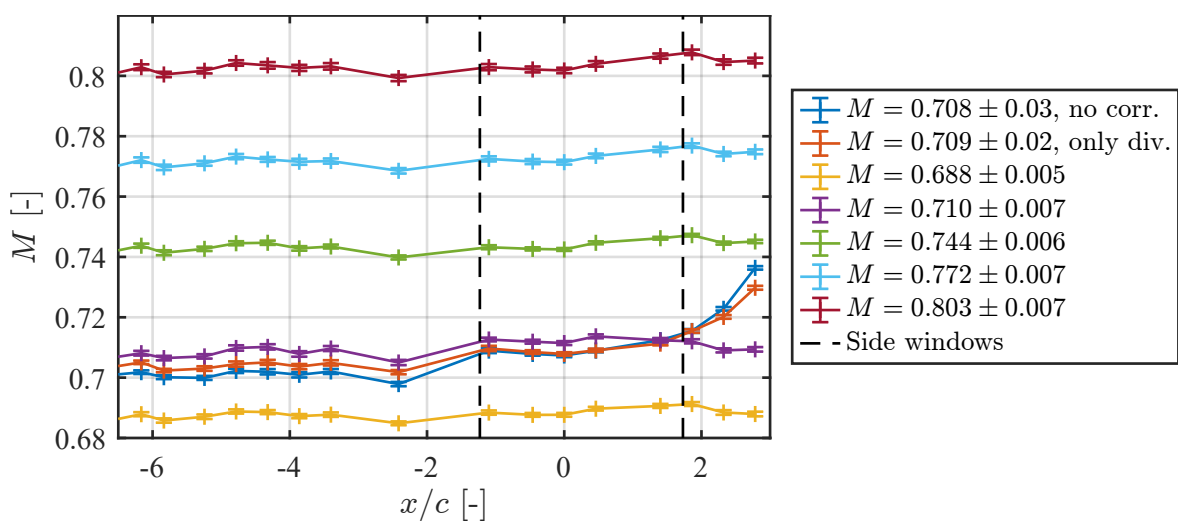 0.8
0.78
0.76
0.74
0.72
0.7
0.68
M [-]
-6 -4 -2 0 2
x/c [-]
M = 0.708 ± 0.03, no corr.
M = 0.709 ± 0.02, only div.
M = 0.688 ± 0.005
M = 0.710 ± 0.007
M = 0.744 ± 0.006
M = 0.772 ± 0.007
M = 0.803 ± 0.007
Side windows